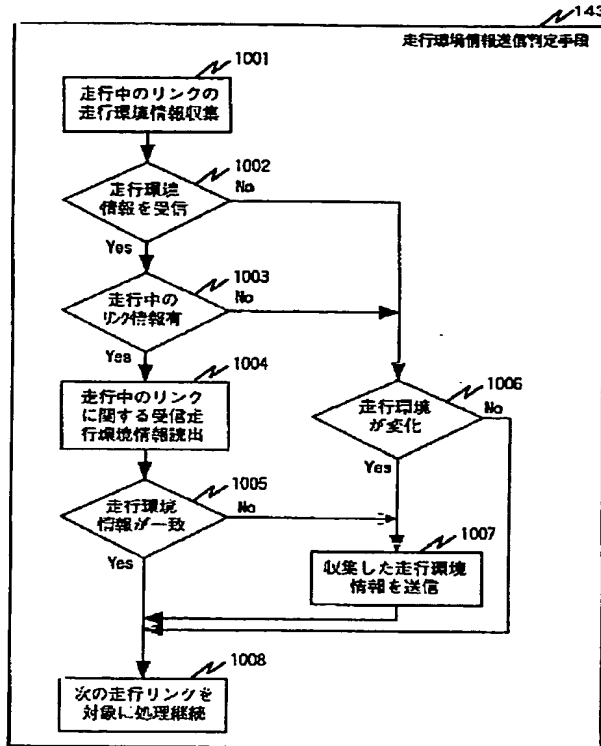 143
走行環境情報送信判定手段
1001
走行中のリンクの
走行環境情報収集
1002
走行環境
情報を受信
No
Yes
1003
走行中の
リンク情報有
No
Yes
1004
走行中のリンク
に関する受信走
行環境情報読出
1006
走行環境
が変化
No
Yes
1005
走行環境
情報が一致
No
Yes
1007
収集した走行環境
情報を送信
1008
次の走行リンクを
対象に処理継続